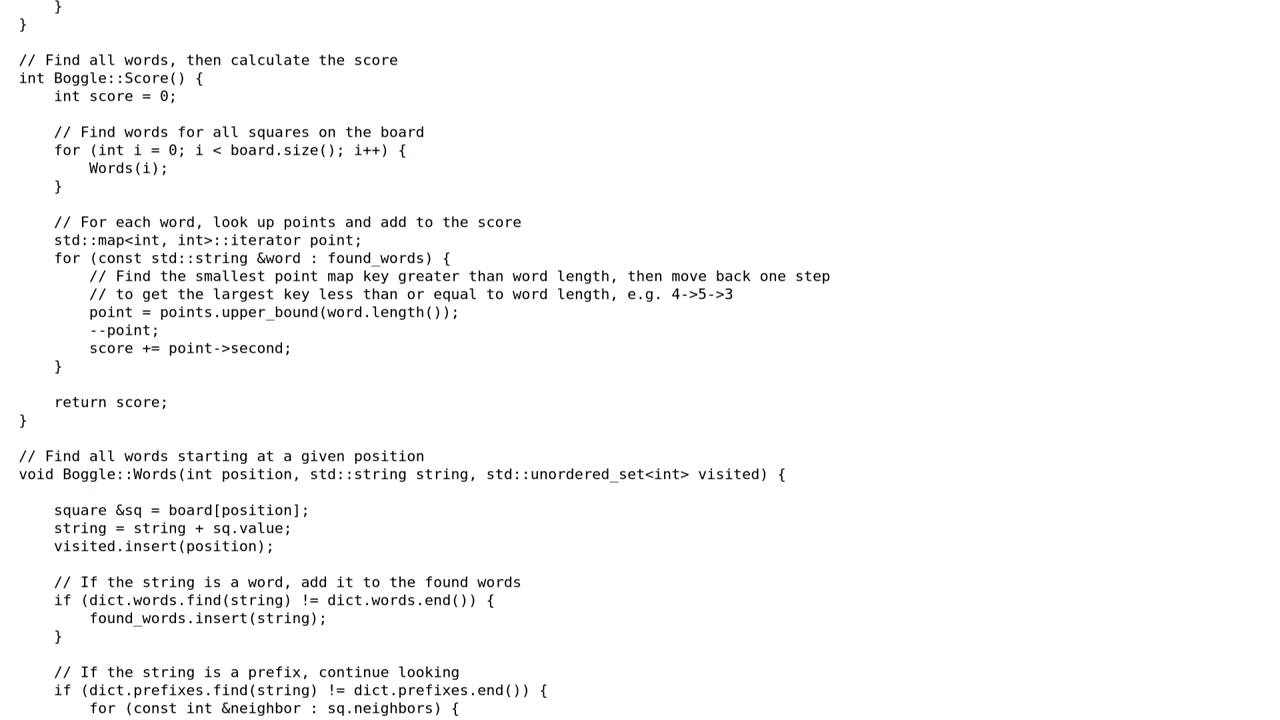 }
}

// Find all words, then calculate the score
int Boggle::Score() {
    int score = 0;

    // Find words for all squares on the board
    for (int i = 0; i < board.size(); i++) {
        Words(i);
    }

    // For each word, look up points and add to the score
    std::map<int, int>::iterator point;
    for (const std::string &word : found_words) {
        // Find the smallest point map key greater than word length, then move back one step
        // to get the largest key less than or equal to word length, e.g. 4->5->3
        point = points.upper_bound(word.length());
        --point;
        score += point->second;
    }

    return score;
}

// Find all words starting at a given position
void Boggle::Words(int position, std::string string, std::unordered_set<int> visited) {

    square &sq = board[position];
    string = string + sq.value;
    visited.insert(position);

    // If the string is a word, add it to the found words
    if (dict.words.find(string) != dict.words.end()) {
        found_words.insert(string);
    }

    // If the string is a prefix, continue looking
    if (dict.prefixes.find(string) != dict.prefixes.end()) {
        for (const int &neighbor : sq.neighbors) {